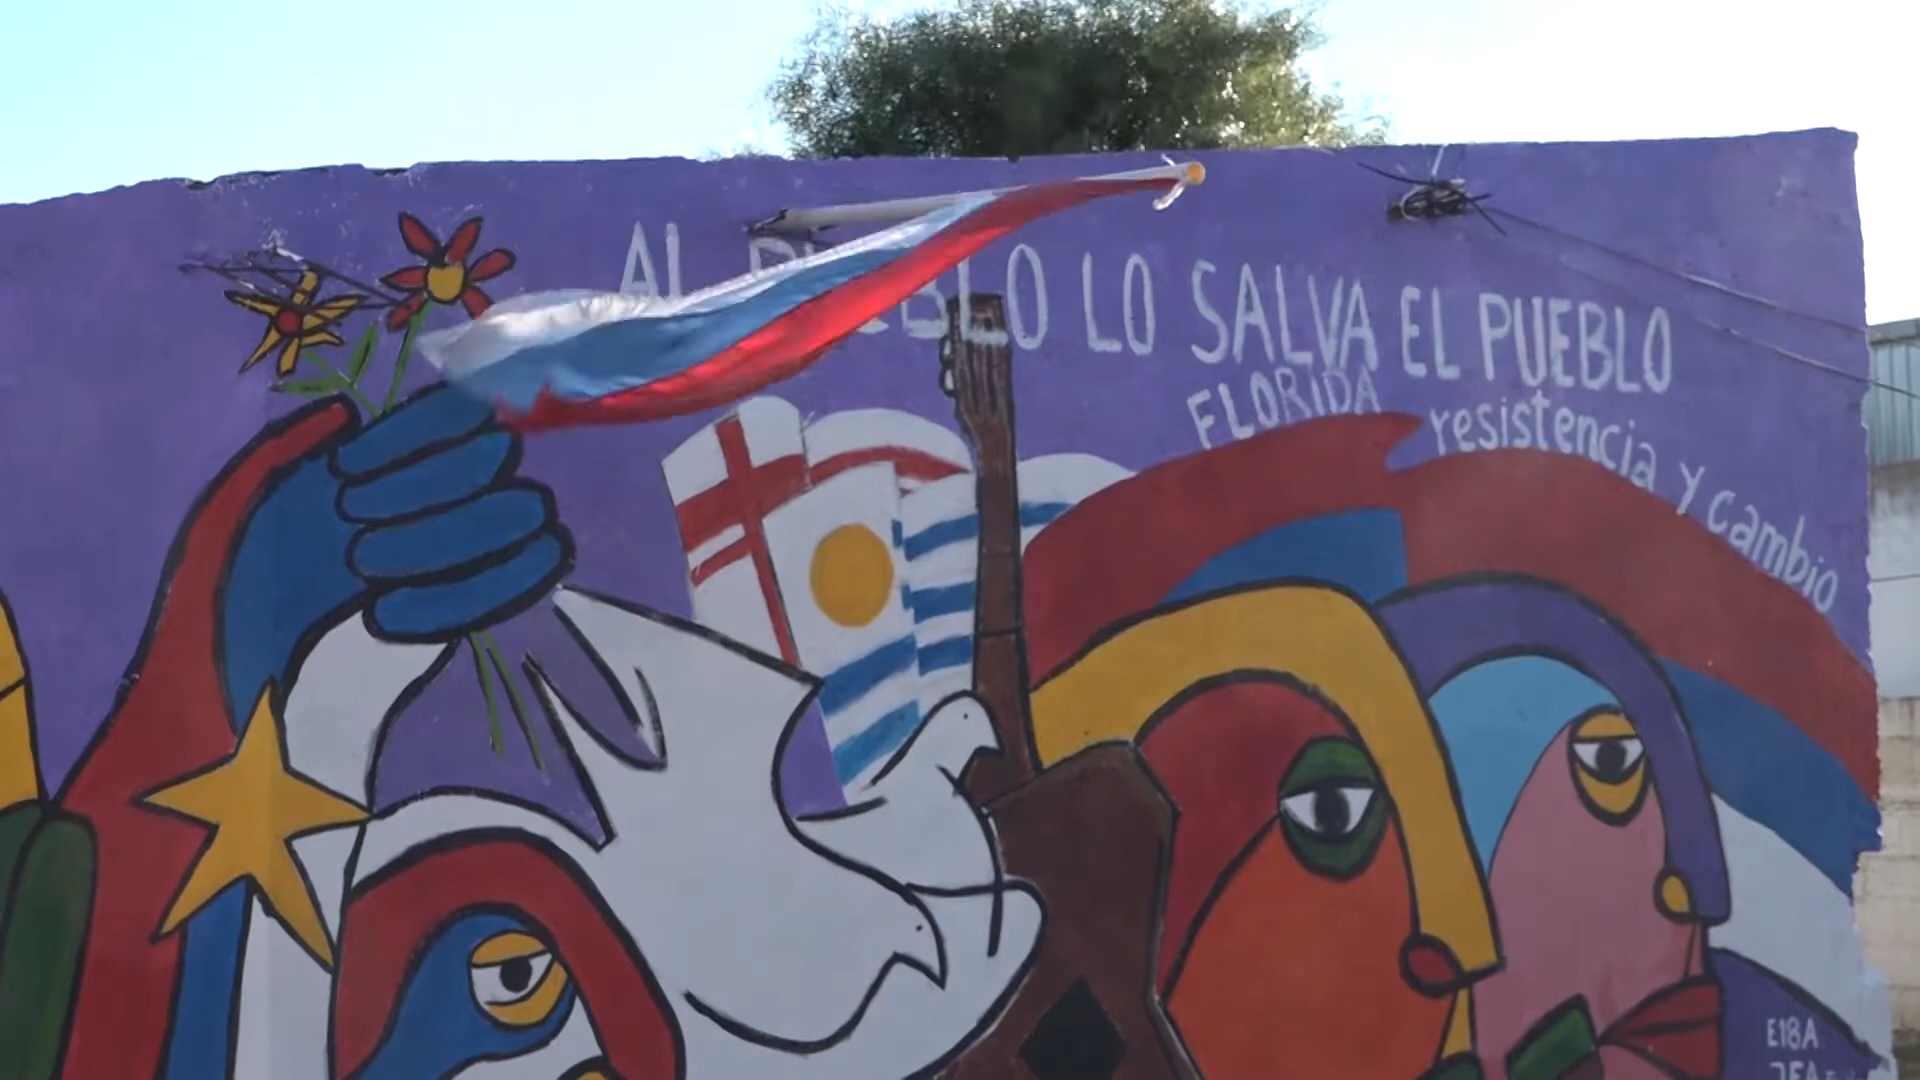 AL PUEBLO LO SALVA EL PUEBLO
FLORIDA resistencia y cambio
E18A